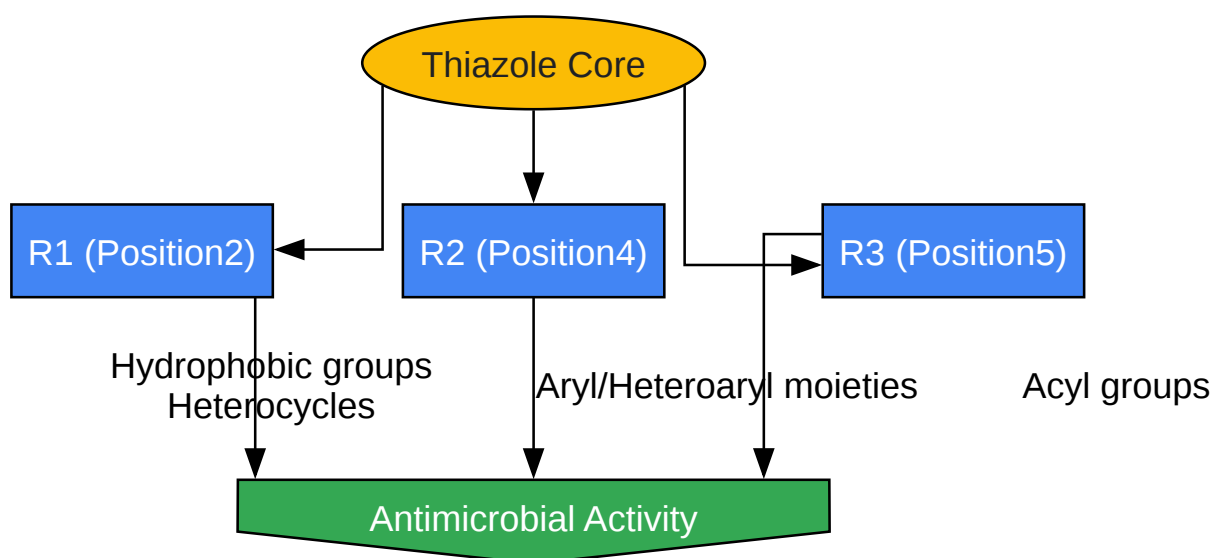 Thiazole Core
R1 (Position2)
R2 (Position4)
R3 (Position5)
Hydrophobic groups
Heterocycles
Aryl/Heteroaryl moieties
Acyl groups
Antimicrobial Activity